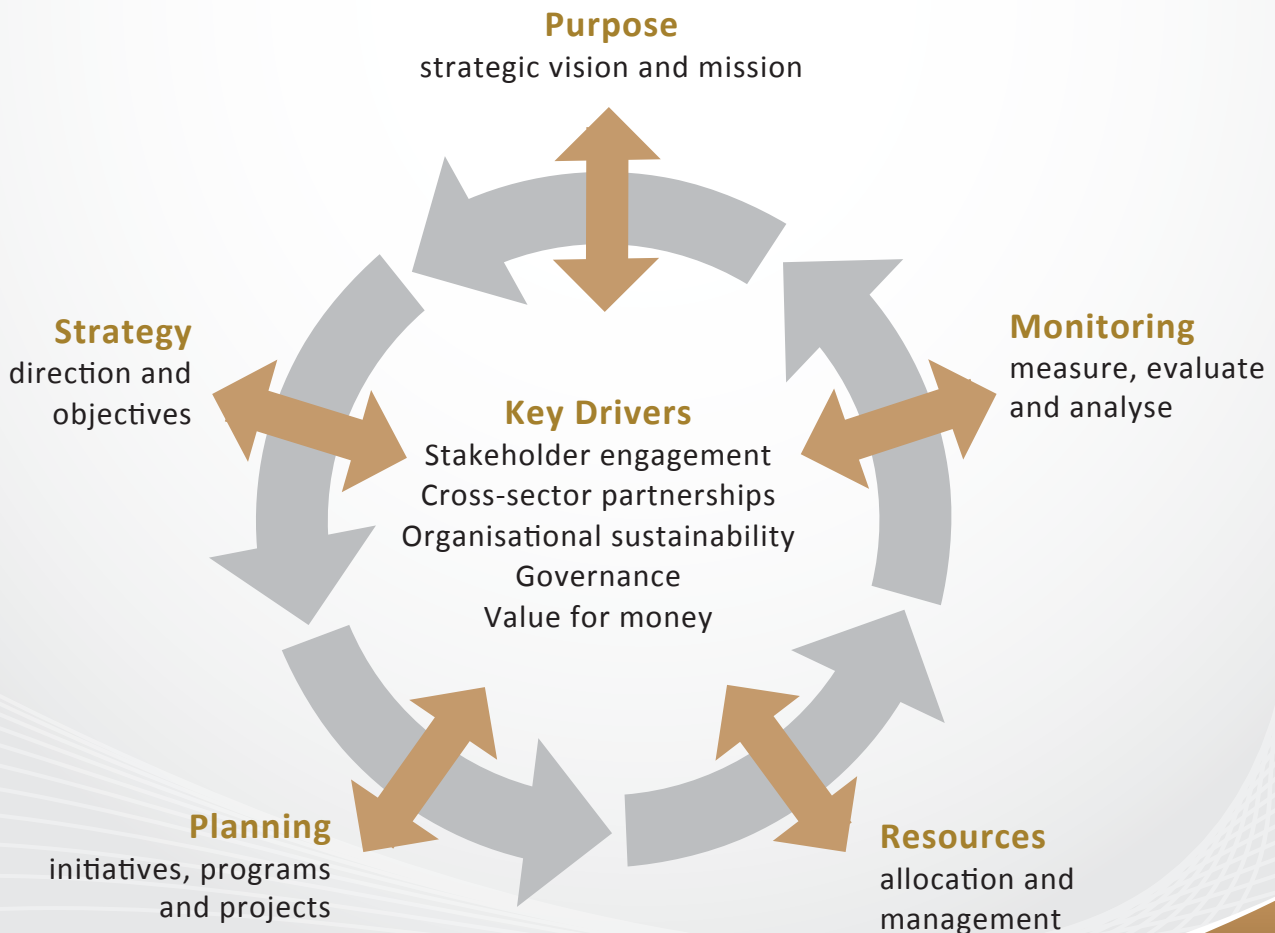 Purpose
strategic vision and mission
Strategy
direction and
objectives
Monitoring
measure, evaluate
and analyse
Key Drivers
Stakeholder engagement
Cross-sector partnerships
Organisational sustainability
Governance
Value for money
Planning
initiatives, programs
and projects
Resources
allocation and
management